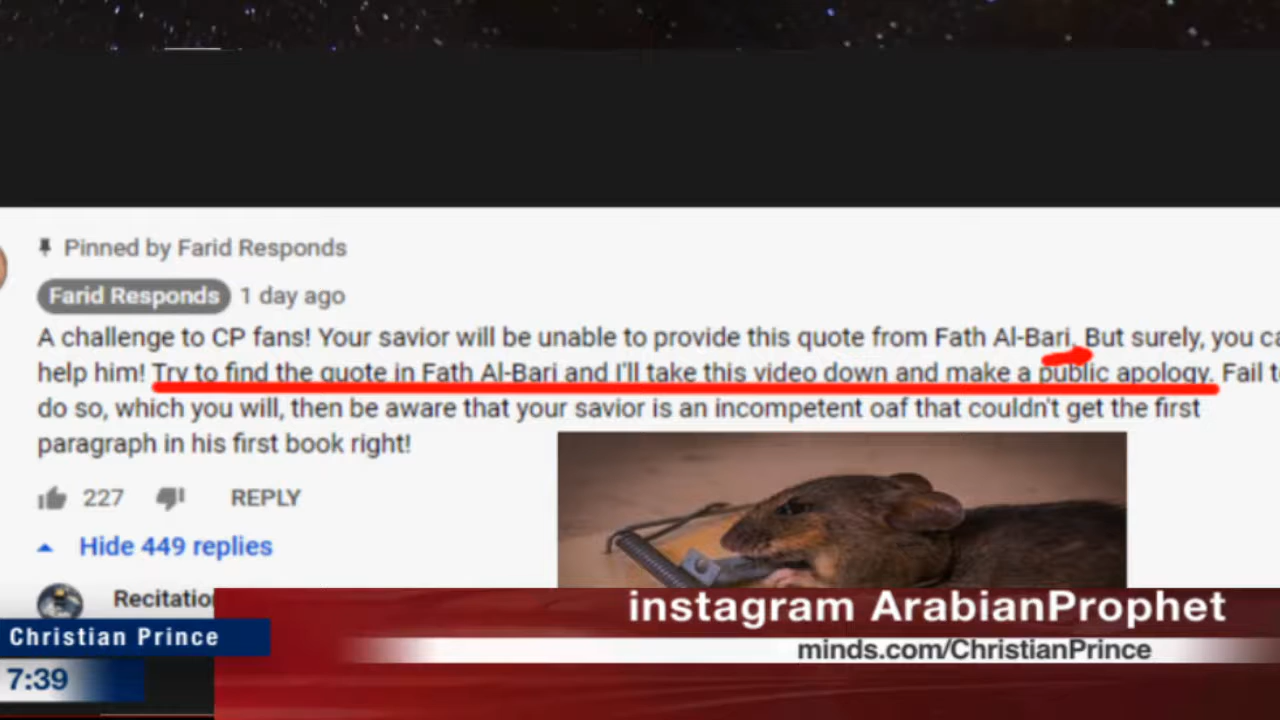 Pinned by Farid Responds
Farid Responds 1 day ago
A challenge to CP fans! Your savior will be unable to provide this quote from Fath Al-Bari. But surely, you
help him! Try to find the quote in Fath Al-Bari and I'll take this video down and make a public apology. Fail
do so, which you will, then be aware that your savior is an incompetent oaf that couldn't get the first
paragraph in his first book right!
227 REPLY
Hide 449 replies
instagram ArabianProphet
Christian Prince
minds.com/ChristianPrince
7:39